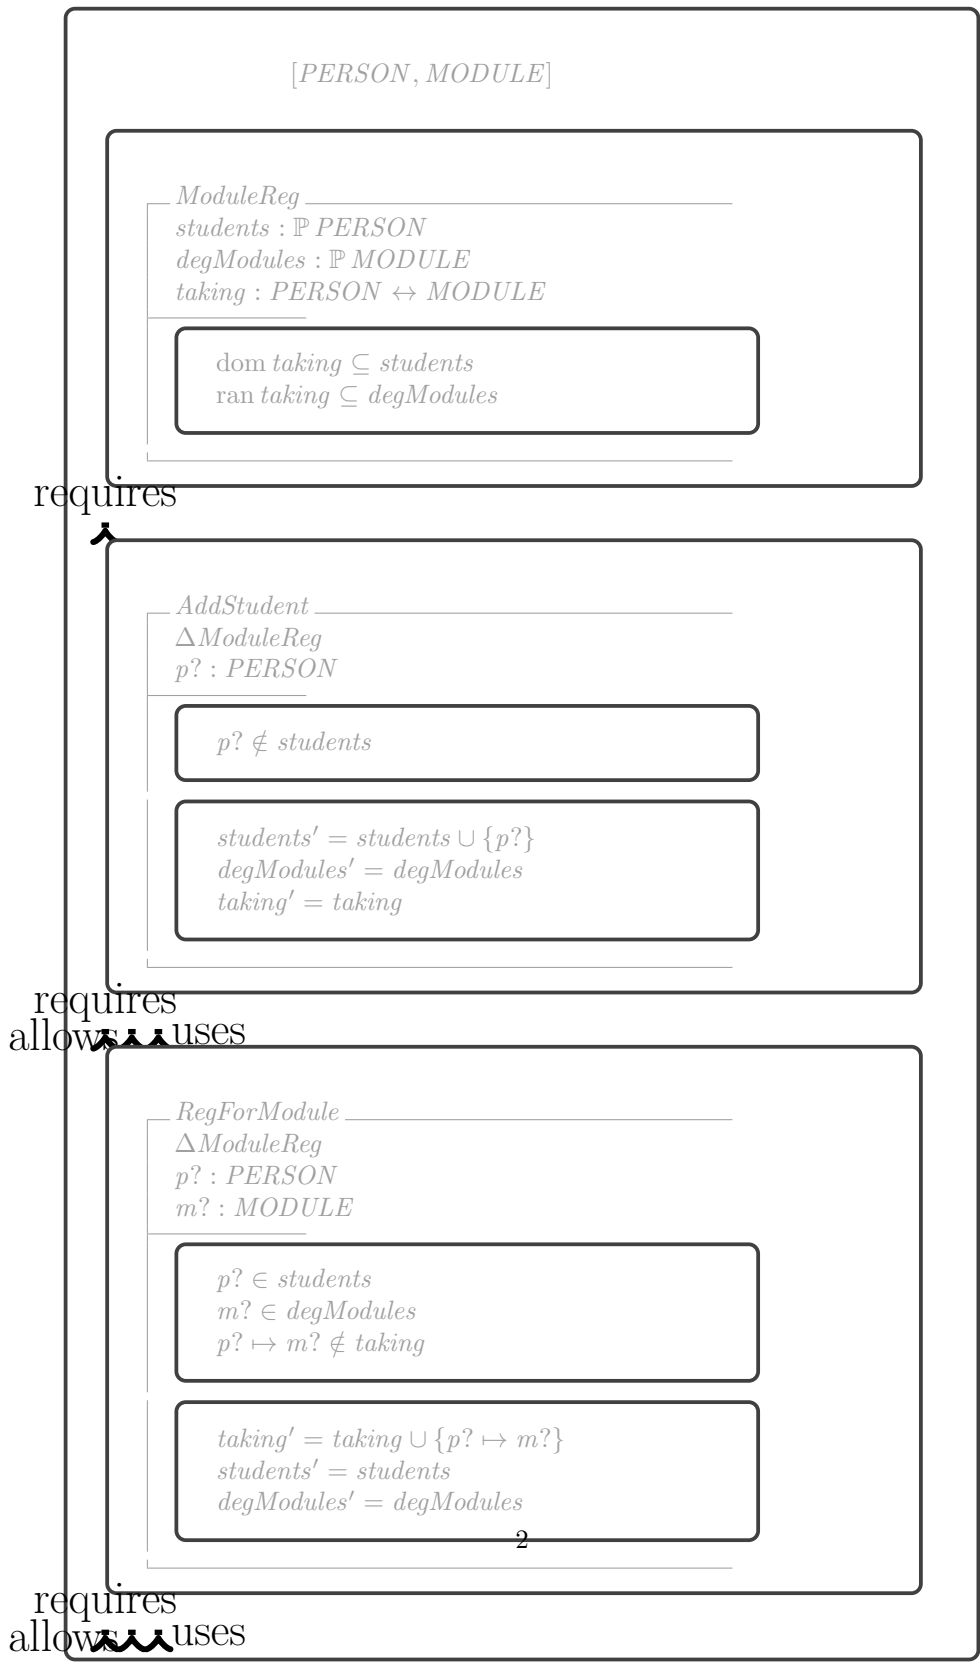 [PERSON, MODULE]
ModuleReg
students : ℙ PERSON
degModules : ℙ MODULE
taking : PERSON ↔ MODULE
dom taking ⊆ students
ran taking ⊆ degModules
requires
AddStudent
ΔModuleReg
p? : PERSON
p? ∉ students
students′ = students ∪ {p?}
degModules′ = degModules
taking′ = taking
requires
allows uses
RegForModule
ΔModuleReg
p? : PERSON
m? : MODULE
p? ∈ students
m? ∈ degModules
p? ↦ m? ∉ taking
taking′ = taking ∪ {p? ↦ m?}
students′ = students
degModules′ = degModules
2
requires
allows uses